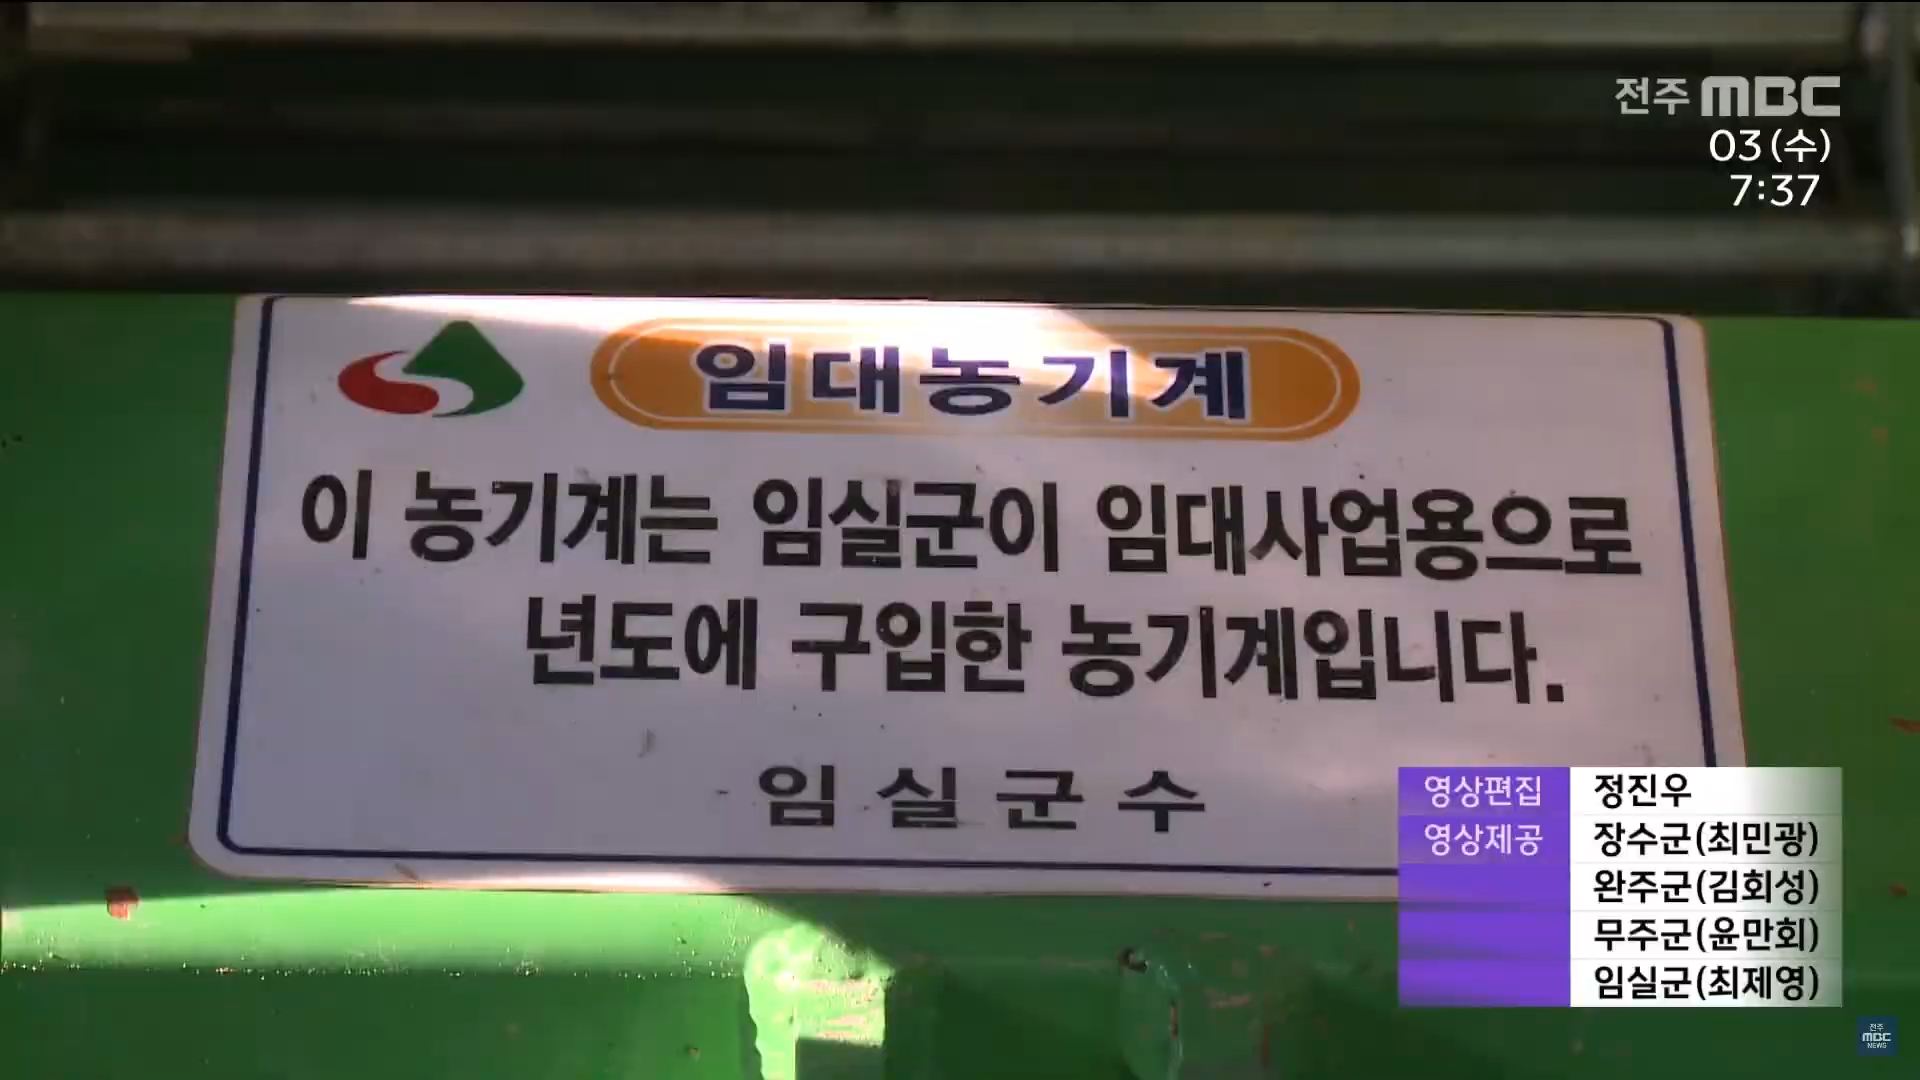 전주 MBC
03(수)
7:37
임대농기계
이 농기계는 임실군이 임대사업용으로
년도에 구입한 농기계입니다.
임실군수
영상편집 정진우
영상제공 장수군(최민광)
완주군(김회성)
무주군(윤만회)
임실군(최제영)
전주
MBC
NEWS